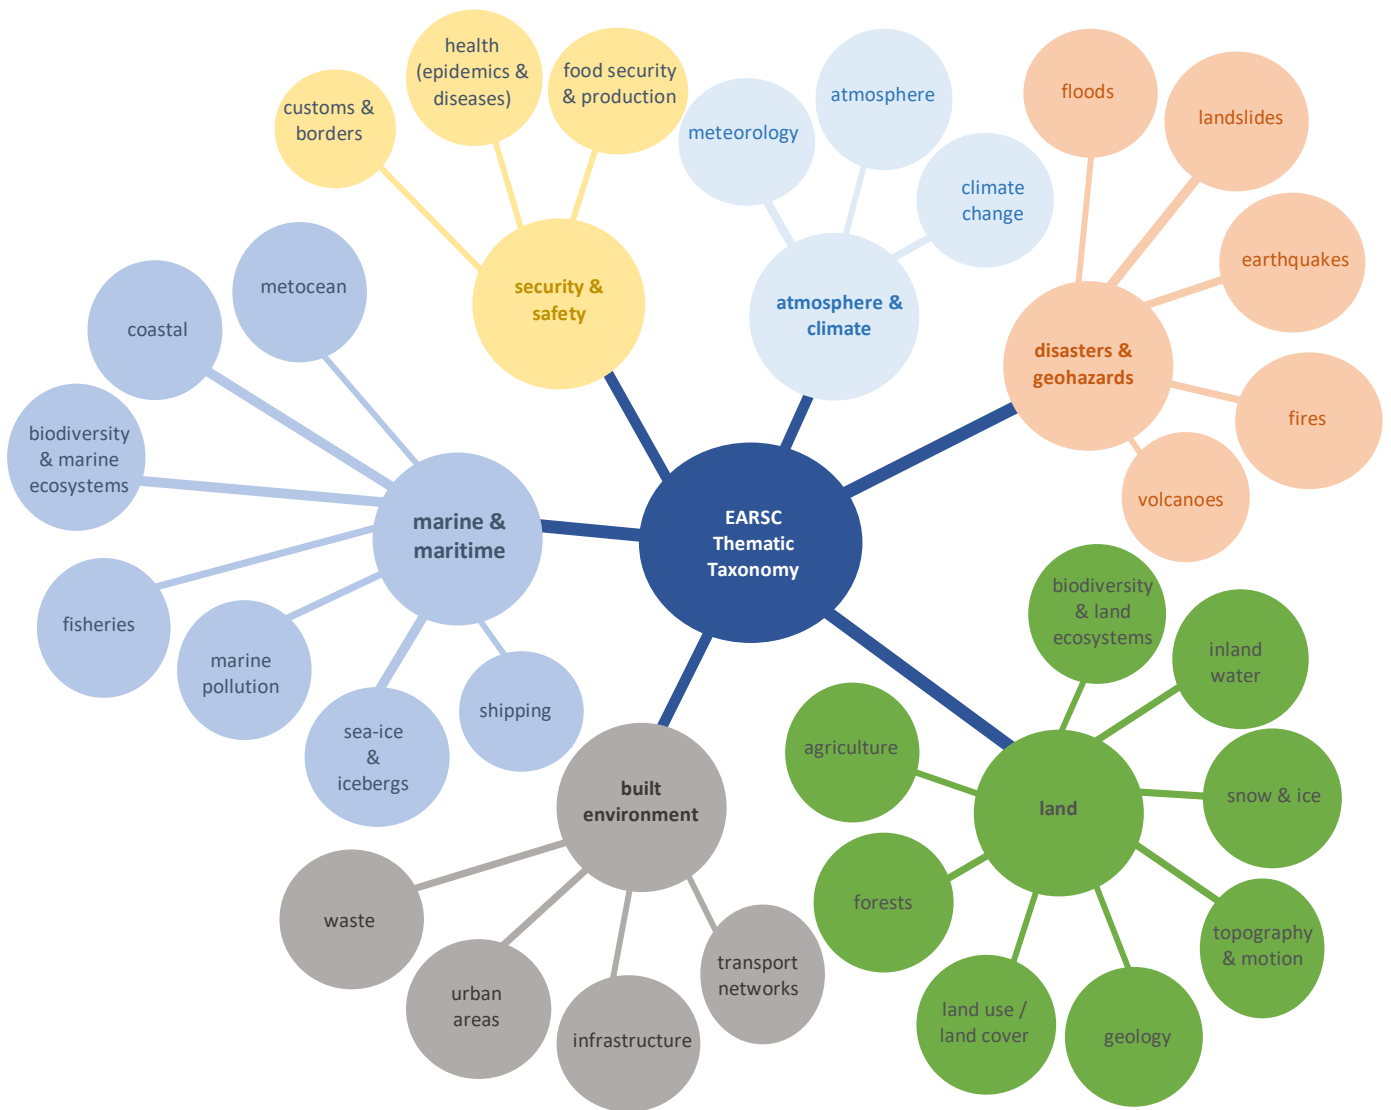 health
(epidemics &
diseases)
food security
& production
customs &
borders
security &
safety
meteorology
atmosphere
climate
change
atmosphere &
climate
floods
landslides
earthquakes
fires
volcanoes
disasters &
geohazards
metocean
coastal
biodiversity
& marine
ecosystems
fisheries
marine
pollution
sea-ice
&
icebergs
shipping
marine &
maritime
EARSC
Thematic
Taxonomy
built
environment
waste
urban
areas
infrastructure
transport
networks
biodiversity
& land
ecosystems
inland
water
snow & ice
topography
& motion
geology
land use /
land cover
forests
agriculture
land